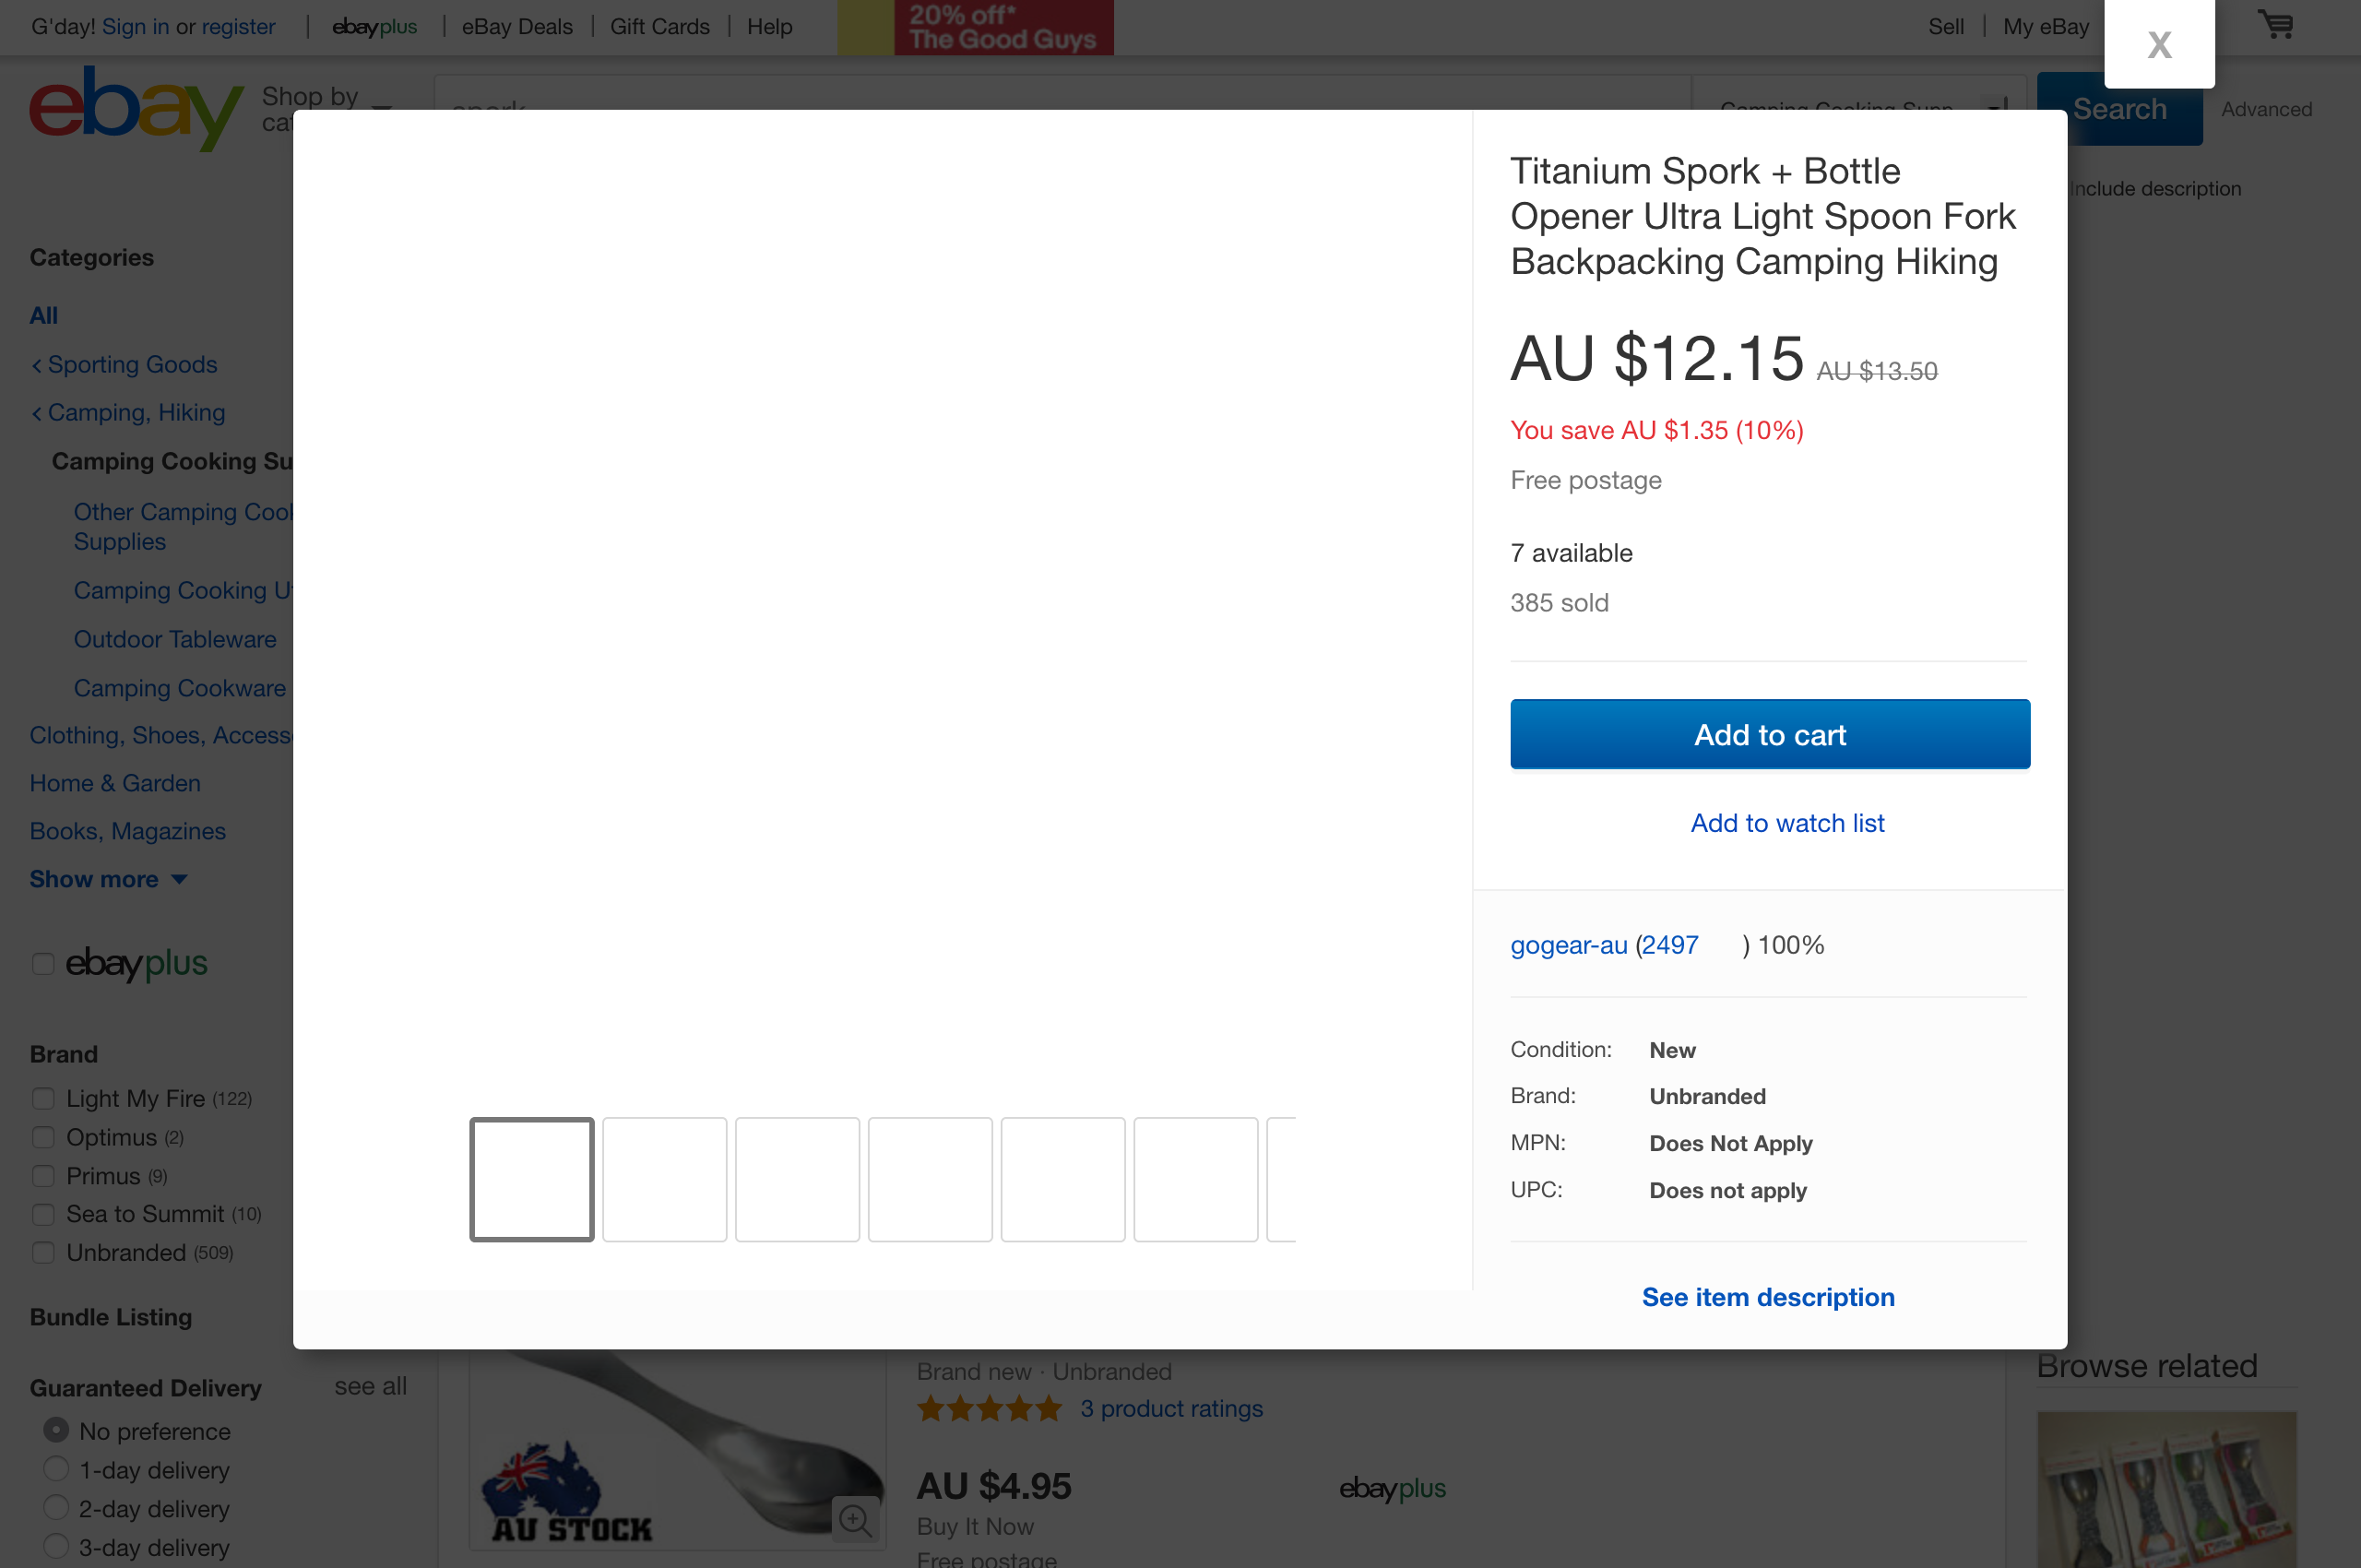 G'day! Sign in or register
ebayplus
eBay Deals
Gift Cards
Help
20% off*
The Good Guys
Sell
My eBay
X
ebay
Shop by
Search
Advanced
Include description
Categories
All
< Sporting Goods
< Camping, Hiking
Camping Cooking Su
Other Camping Cook
Supplies
Camping Cooking
Outdoor Tableware
Camping Cookware
Clothing, Shoes, Access
Home & Garden
Books, Magazines
Show more
ebayplus
Brand
Light My Fire (122)
Optimus (2)
Primus (9)
Sea to Summit (10)
Unbranded (509)
Bundle Listing
Guaranteed Delivery
see all
No preference
1-day delivery
2-day delivery
3-day delivery
Titanium Spork + Bottle
Opener Ultra Light Spoon Fork
Backpacking Camping Hiking
AU $12.15 AU $13.50
You save AU $1.35 (10%)
Free postage
7 available
385 sold
Add to cart
Add to watch list
gogear-au (2497 ) 100%
Condition: New
Brand: Unbranded
MPN: Does Not Apply
UPC: Does not apply
See item description
AU STOCK
Brand new · Unbranded
3 product ratings
AU $4.95
Buy It Now
Free postage
ebayplus
Browse related